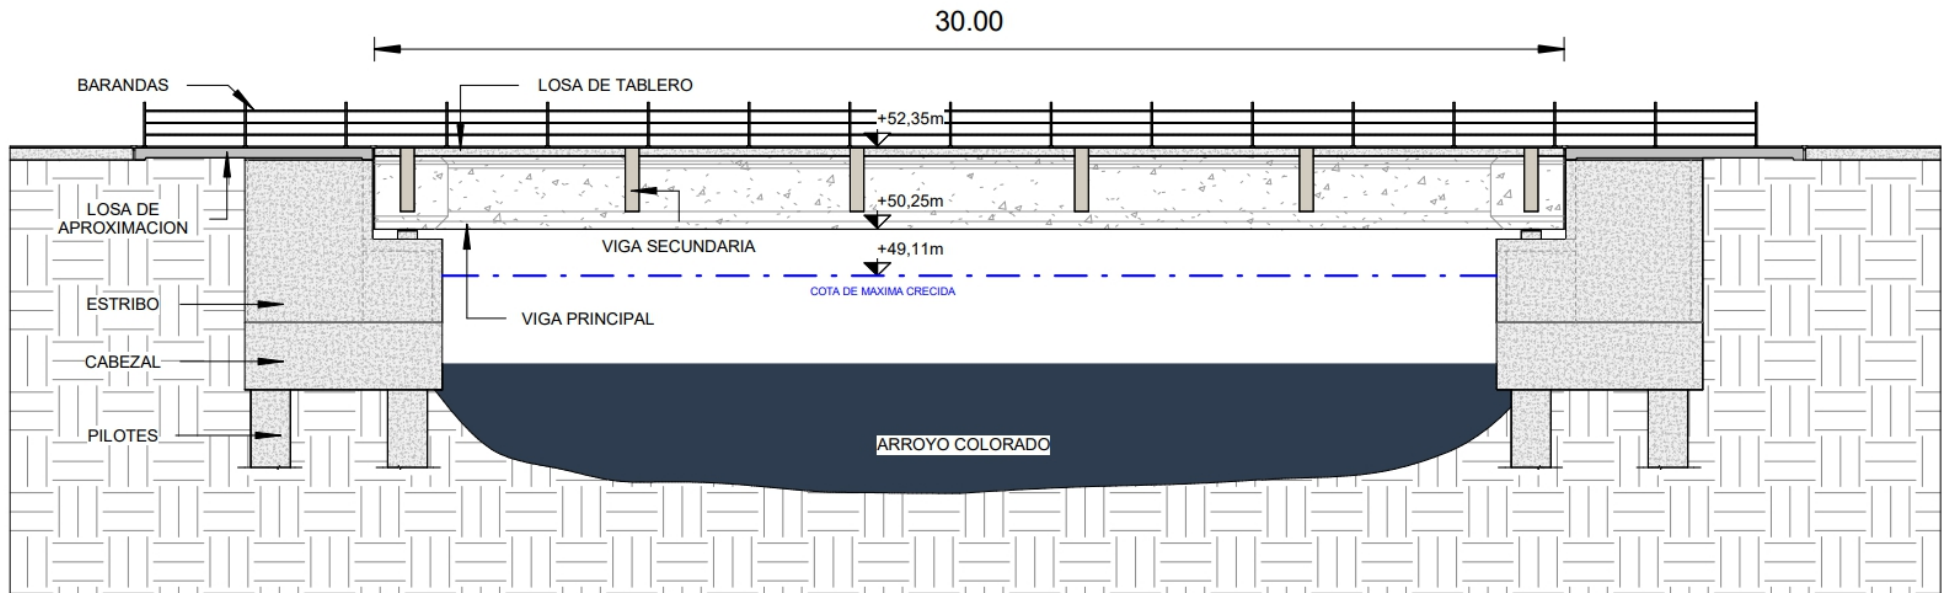 30.00
BARANDAS
LOSA DE TABLERO
+52,35m
LOSA DE
APROXIMACION
+50,25m
VIGA SECUNDARIA
+49,11m
COTA DE MAXIMA CRECIDA
ESTRIBO
VIGA PRINCIPAL
CABEZAL
PILOTES
ARROYO COLORADO